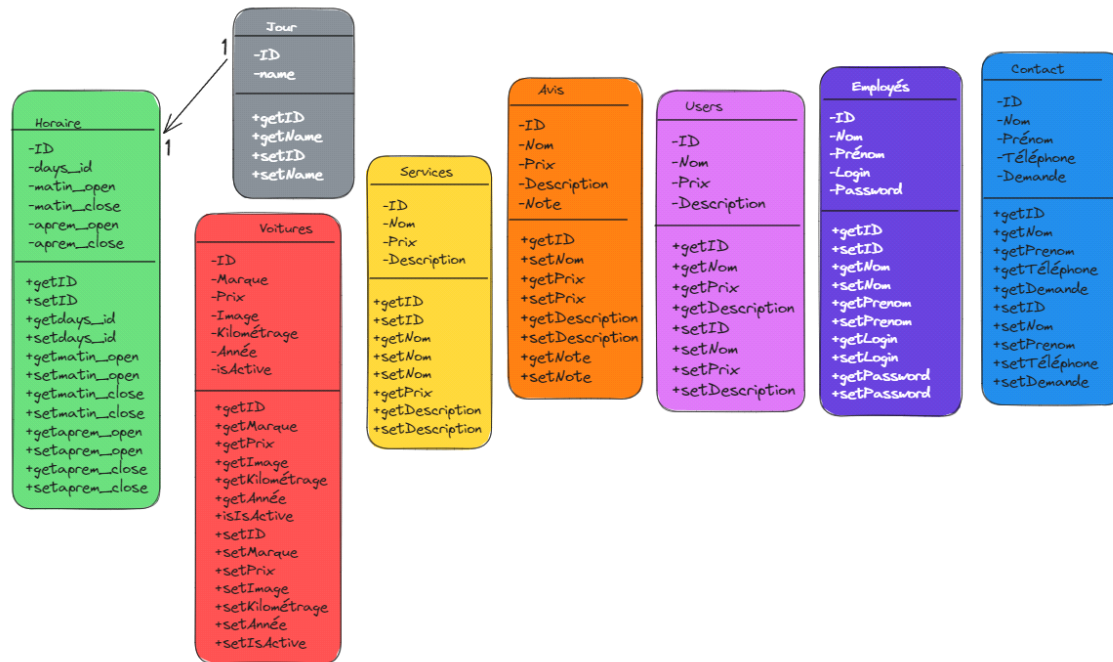 Jour
-ID
-name
+getID
+getName
+setID
+setName
1
1
Horaire
-ID
-days_id
-matin_open
-matin_close
-aprem_open
-aprem_close
+getID
+setID
+getdays_id
+setdays_id
+getmatin_open
+setmatin_open
+getmatin_close
+setmatin_close
+getaprem_open
+setaprem_open
+getaprem_close
+setaprem_close
Voitures
-ID
-Marque
-Prix
-Image
-Kilométrage
-Année
-isActive
+getID
+getMarque
+getPrix
+getImage
+getKilométrage
+getAnnée
+isIsActive
+setID
+setMarque
+setPrix
+setImage
+setKilométrage
+setAnnée
+setIsActive
Services
-ID
-Nom
-Prix
-Description
+getID
+setID
+getNom
+setNom
+setNom
+getPrix
+getDescription
+setDescription
Avis
-ID
-Nom
-Prix
-Description
-Note
+getID
+setNom
+getPrix
+setPrix
+getDescription
+setDescription
+getNote
+setNote
Users
-ID
-Nom
-Prix
-Description
+getID
+getNom
+getPrix
+getDescription
+setID
+setNom
+setPrix
+setDescription
Employés
-ID
-Nom
-Prénom
-Login
-Password
+getID
+setID
+getNom
+setNom
+getPrenom
+setPrenom
+getLogin
+setLogin
+getPassword
+setPassword
Contact
-ID
-Nom
-Prénom
-Téléphone
-Demande
+getID
+getNom
+getPrenom
+getTéléphone
+getDemande
+setID
+setNom
+setPrenom
+setTéléphone
+setDemande